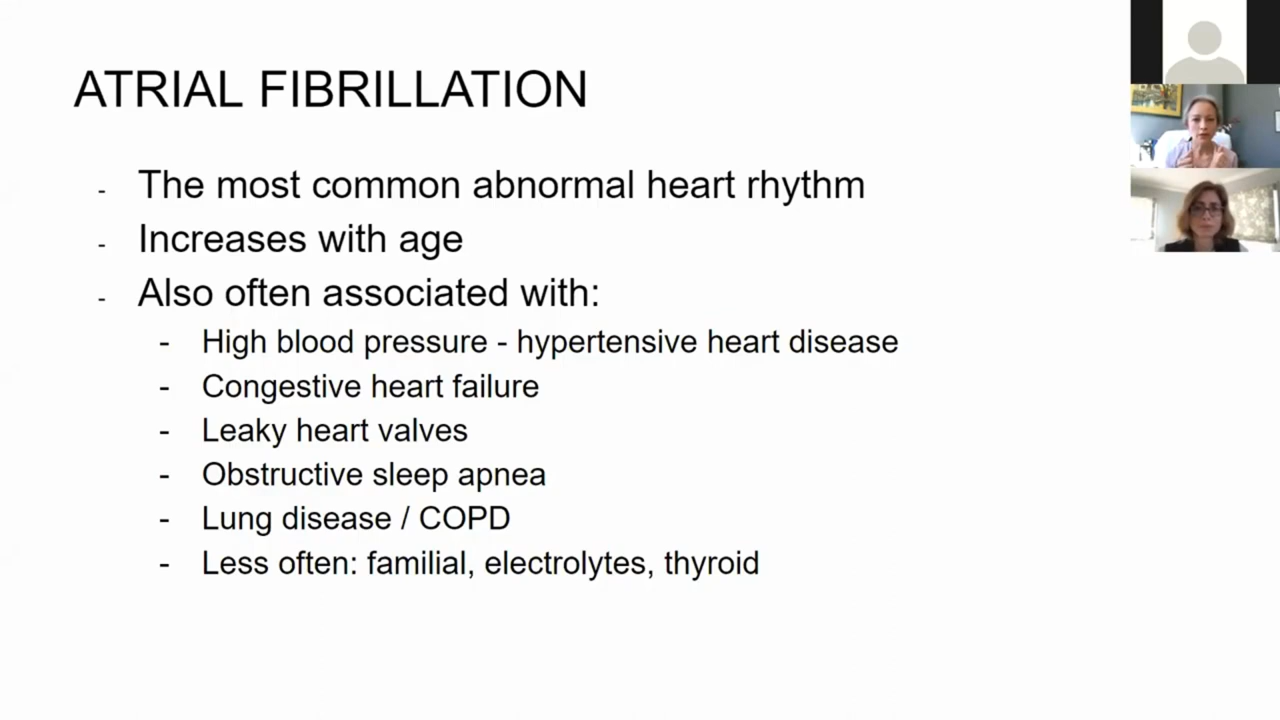 ATRIAL FIBRILLATION
- The most common abnormal heart rhythm
- Increases with age
- Also often associated with:
- High blood pressure - hypertensive heart disease
- Congestive heart failure
- Leaky heart valves
- Obstructive sleep apnea
- Lung disease / COPD
- Less often: familial, electrolytes, thyroid